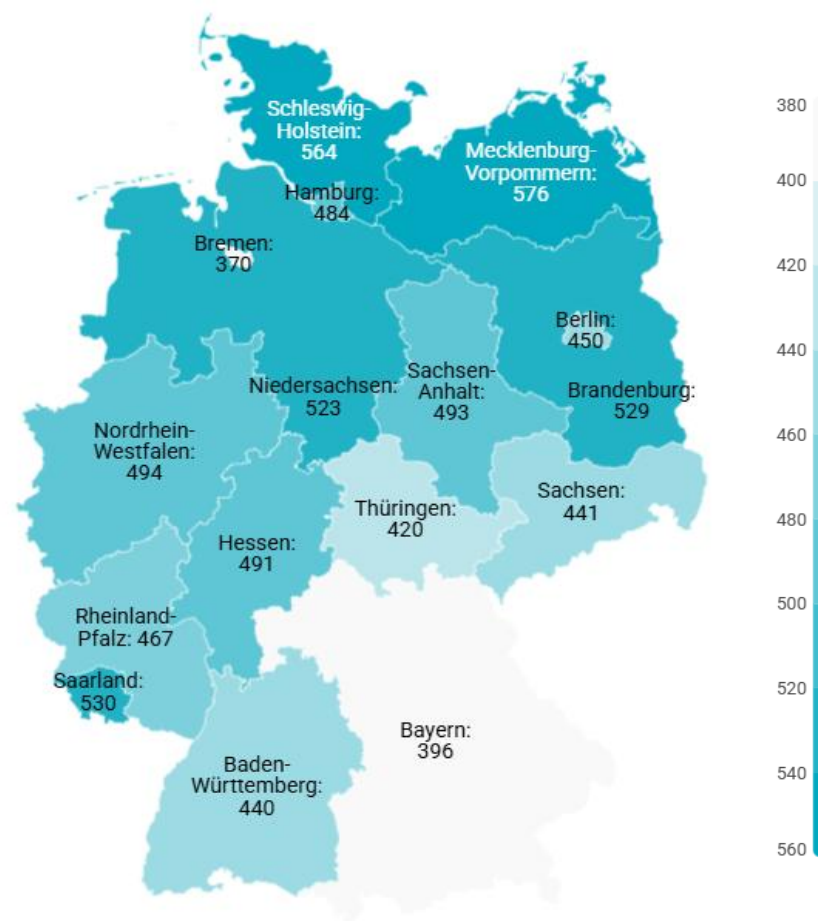 Schleswig-
Holstein:
564
Mecklenburg-
Vorpommern:
576
Hamburg:
484
Bremen:
370
Berlin:
450
Niedersachsen:
523
Sachsen-
Anhalt:
493
Brandenburg:
529
Nordrhein-
Westfalen:
494
Thüringen:
420
Sachsen:
441
Hessen:
491
Rheinland-
Pfalz: 467
Saarland:
530
Bayern:
396
Baden-
Württemberg:
440
380
400
420
440
460
480
500
520
540
560